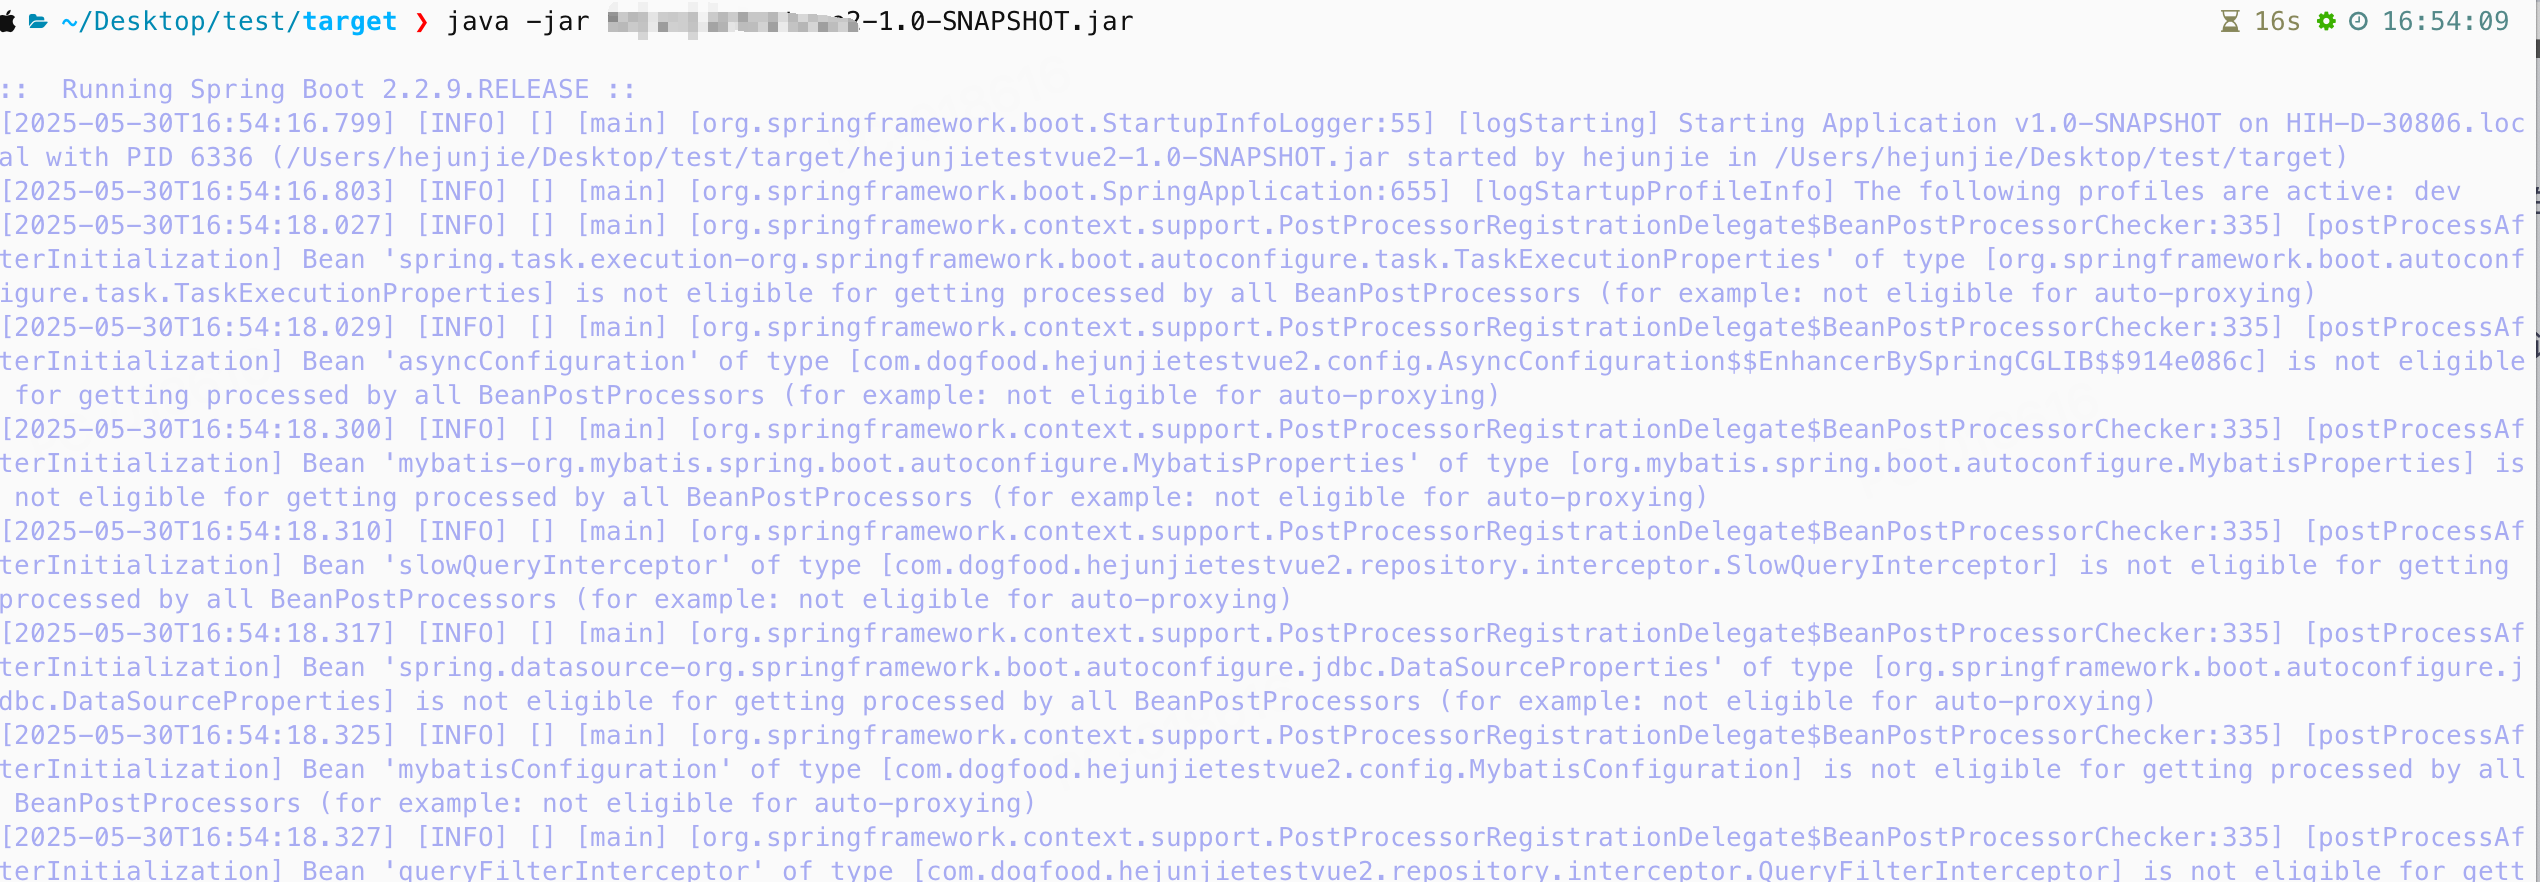 ~/Desktop/test/target ❯ java -jar 2-1.0-SNAPSHOT.jar 16s 16:54:09
:: Running Spring Boot 2.2.9.RELEASE ::
[2025-05-30T16:54:16.799] [INFO] [] [main] [org.springframework.boot.StartupInfoLogger:55] [logStarting] Starting Application v1.0-SNAPSHOT on HIH-D-30806.loc
al with PID 6336 (/Users/hejunjie/Desktop/test/target/hejunjietestvue2-1.0-SNAPSHOT.jar started by hejunjie in /Users/hejunjie/Desktop/test/target)
[2025-05-30T16:54:16.803] [INFO] [] [main] [org.springframework.boot.SpringApplication:655] [logStartupProfileInfo] The following profiles are active: dev
[2025-05-30T16:54:18.027] [INFO] [] [main] [org.springframework.context.support.PostProcessorRegistrationDelegate$BeanPostProcessorChecker:335] [postProcessAf
terInitialization] Bean 'spring.task.execution-org.springframework.boot.autoconfigure.task.TaskExecutionProperties' of type [org.springframework.boot.autoconf
igure.task.TaskExecutionProperties] is not eligible for getting processed by all BeanPostProcessors (for example: not eligible for auto-proxying)
[2025-05-30T16:54:18.029] [INFO] [] [main] [org.springframework.context.support.PostProcessorRegistrationDelegate$BeanPostProcessorChecker:335] [postProcessAf
terInitialization] Bean 'asyncConfiguration' of type [com.dogfood.hejunjietestvue2.config.AsyncConfiguration$$EnhancerBySpringCGLIB$$914e086c] is not eligible
for getting processed by all BeanPostProcessors (for example: not eligible for auto-proxying)
[2025-05-30T16:54:18.300] [INFO] [] [main] [org.springframework.context.support.PostProcessorRegistrationDelegate$BeanPostProcessorChecker:335] [postProcessAf
terInitialization] Bean 'mybatis-org.mybatis.spring.boot.autoconfigure.MybatisProperties' of type [org.mybatis.spring.boot.autoconfigure.MybatisProperties] is
not eligible for getting processed by all BeanPostProcessors (for example: not eligible for auto-proxying)
[2025-05-30T16:54:18.310] [INFO] [] [main] [org.springframework.context.support.PostProcessorRegistrationDelegate$BeanPostProcessorChecker:335] [postProcessAf
terInitialization] Bean 'slowQueryInterceptor' of type [com.dogfood.hejunjietestvue2.repository.interceptor.SlowQueryInterceptor] is not eligible for getting
processed by all BeanPostProcessors (for example: not eligible for auto-proxying)
[2025-05-30T16:54:18.317] [INFO] [] [main] [org.springframework.context.support.PostProcessorRegistrationDelegate$BeanPostProcessorChecker:335] [postProcessAf
terInitialization] Bean 'spring.datasource-org.springframework.boot.autoconfigure.jdbc.DataSourceProperties' of type [org.springframework.boot.autoconfigure.j
dbc.DataSourceProperties] is not eligible for getting processed by all BeanPostProcessors (for example: not eligible for auto-proxying)
[2025-05-30T16:54:18.325] [INFO] [] [main] [org.springframework.context.support.PostProcessorRegistrationDelegate$BeanPostProcessorChecker:335] [postProcessAf
terInitialization] Bean 'mybatisConfiguration' of type [com.dogfood.hejunjietestvue2.config.MybatisConfiguration] is not eligible for getting processed by all
BeanPostProcessors (for example: not eligible for auto-proxying)
[2025-05-30T16:54:18.327] [INFO] [] [main] [org.springframework.context.support.PostProcessorRegistrationDelegate$BeanPostProcessorChecker:335] [postProcessAf
terInitialization] Bean 'queryFilterInterceptor' of type [com.dogfood.hejunjietestvue2.repository.interceptor.QueryFilterInterceptor] is not eligible for gett